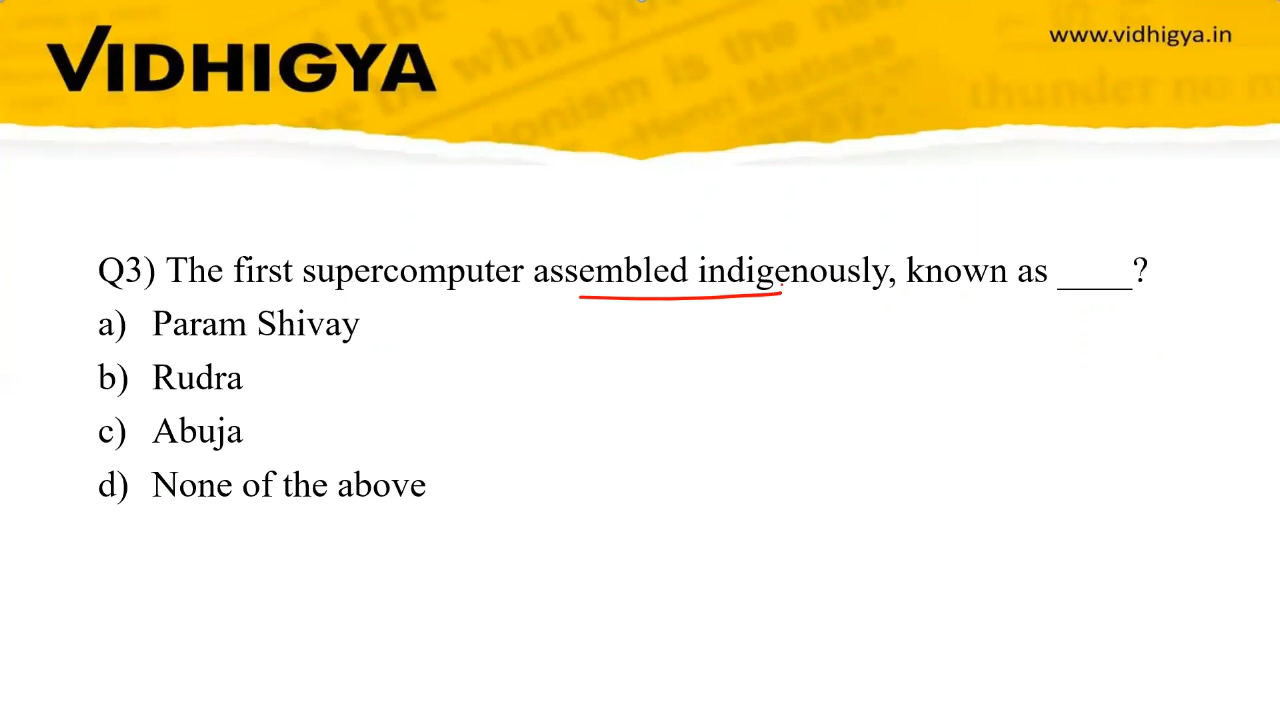 VIDHIGYA
www.vidhigya.in
Q3) The first supercomputer assembled indigenously, known as ____?
a) Param Shivay
b) Rudra
c) Abuja
d) None of the above